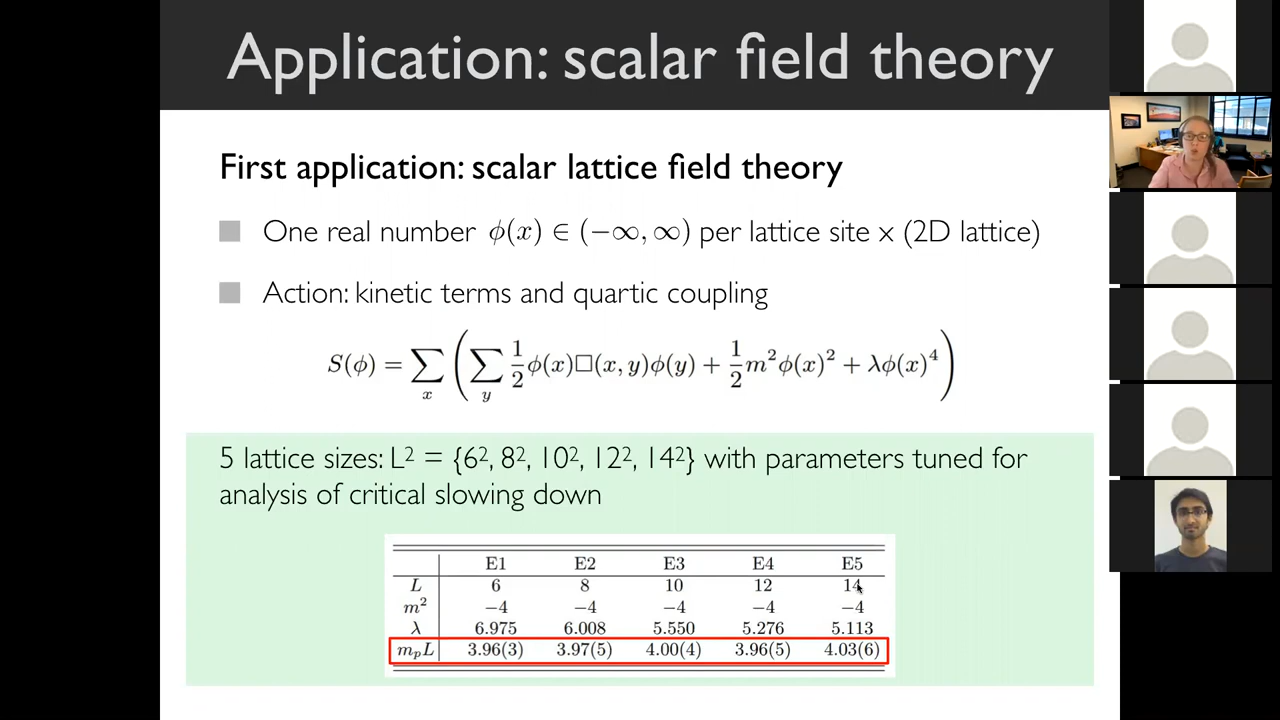 Application: scalar field theory
First application: scalar lattice field theory
One real number ϕ(x) ∈ (−∞, ∞) per lattice site x (2D lattice)
Action: kinetic terms and quartic coupling
S(ϕ) = ∑_x ( ∑_y 1/2 ϕ(x)□(x, y)ϕ(y) + 1/2 m²ϕ(x)² + λϕ(x)⁴ )
5 lattice sizes: L² = {6², 8², 10², 12², 14²} with parameters tuned for
analysis of critical slowing down
E1 E2 E3 E4 E5
L 6 8 10 12 14
m² −4 −4 −4 −4 −4
λ 6.975 6.008 5.550 5.276 5.113
m_pL 3.96(3) 3.97(5) 4.00(4) 3.96(5) 4.03(6)